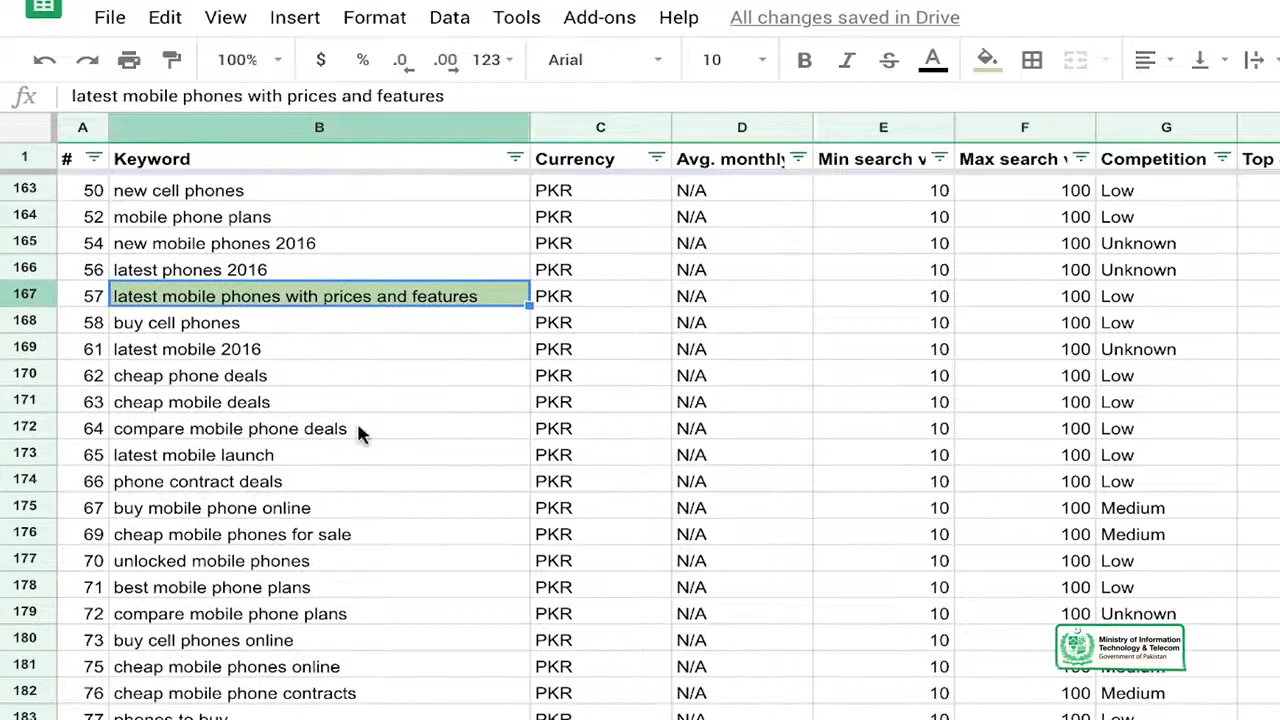 File Edit View Insert Format Data Tools Add-ons Help All changes saved in Drive
100% $ % .0 .00 123 Arial 10 B I S A
fx latest mobile phones with prices and features
A B C D E F G
1 # Keyword Currency Avg. monthly Min search v Max search Competition Top
163 50 new cell phones PKR N/A 10 100 Low
164 52 mobile phone plans PKR N/A 10 100 Low
165 54 new mobile phones 2016 PKR N/A 10 100 Unknown
166 56 latest phones 2016 PKR N/A 10 100 Unknown
167 57 latest mobile phones with prices and features PKR N/A 10 100 Low
168 58 buy cell phones PKR N/A 10 100 Low
169 61 latest mobile 2016 PKR N/A 10 100 Unknown
170 62 cheap phone deals PKR N/A 10 100 Low
171 63 cheap mobile deals PKR N/A 10 100 Low
172 64 compare mobile phone deals PKR N/A 10 100 Low
173 65 latest mobile launch PKR N/A 10 100 Low
174 66 phone contract deals PKR N/A 10 100 Low
175 67 buy mobile phone online PKR N/A 10 100 Medium
176 69 cheap mobile phones for sale PKR N/A 10 100 Medium
177 70 unlocked mobile phones PKR N/A 10 100 Low
178 71 best mobile phone plans PKR N/A 10 100 Low
179 72 compare mobile phone plans PKR N/A 10 100 Unknown
180 73 buy cell phones online PKR N/A 10
181 75 cheap mobile phones online PKR N/A 10
182 76 cheap mobile phone contracts PKR N/A 10 100 Medium
183 77 phones to buy PKR N/A 10 100 Low
Ministry of Information
Technology & Telecom
Government of Pakistan